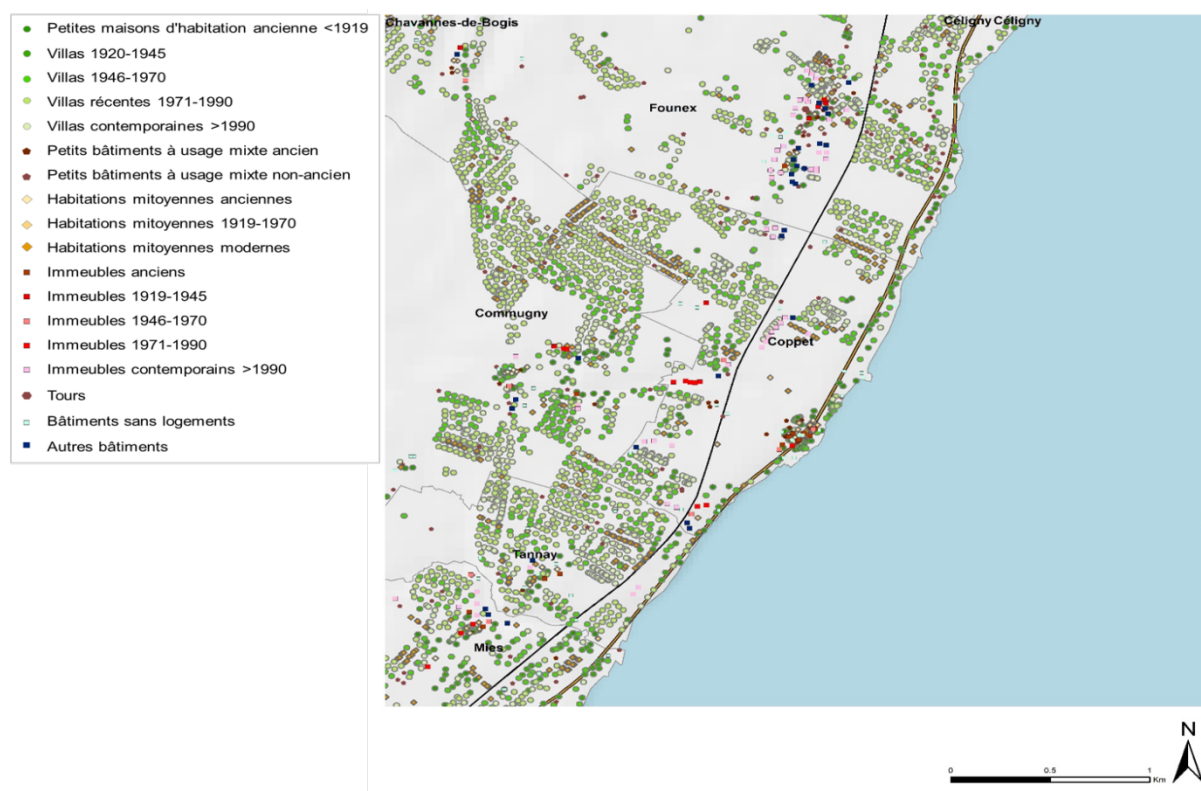 Petites maisons d'habitation ancienne <1919
Villas 1920-1945
Villas 1946-1970
Villas récentes 1971-1990
Villas contemporaines >1990
Petits bâtiments à usage mixte ancien
Petits bâtiments à usage mixte non-ancien
Habitations mitoyennes anciennes
Habitations mitoyennes 1919-1970
Habitations mitoyennes modernes
Immeubles anciens
Immeubles 1919-1945
Immeubles 1946-1970
Immeubles 1971-1990
Immeubles contemporains >1990
Tours
Bâtiments sans logements
Autres bâtiments
Chavannes-de-Bogis
Céligny Céligny
Founex
Commugny
Coppet
Tannay
Mies
N
0 0.5 1
Km